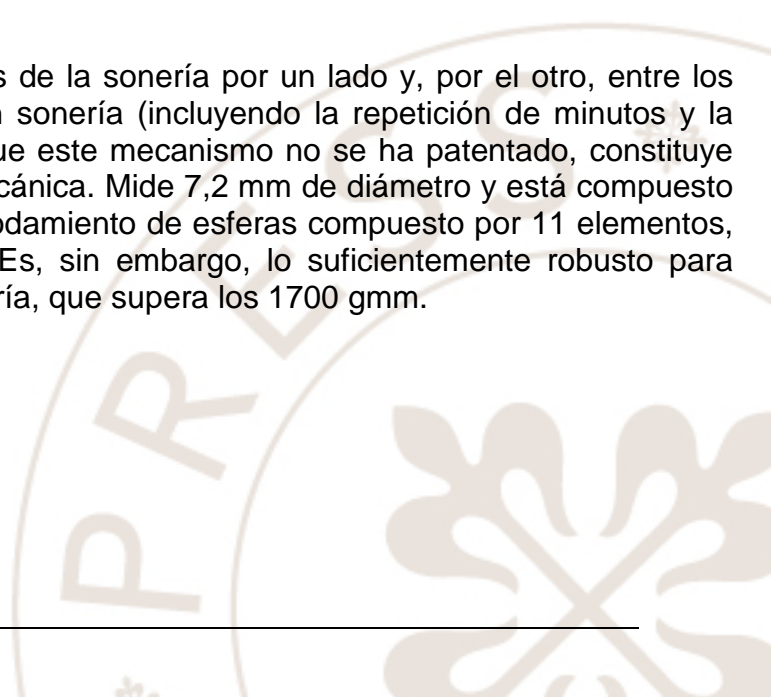 s de la sonería por un lado y, por el otro, entre los
n sonería (incluyendo la repetición de minutos y la
ue este mecanismo no se ha patentado, constituye
cánica. Mide 7,2 mm de diámetro y está compuesto
odamiento de esferas compuesto por 11 elementos,
Es, sin embargo, lo suficientemente robusto para
ría, que supera los 1700 gmm.
PRESS